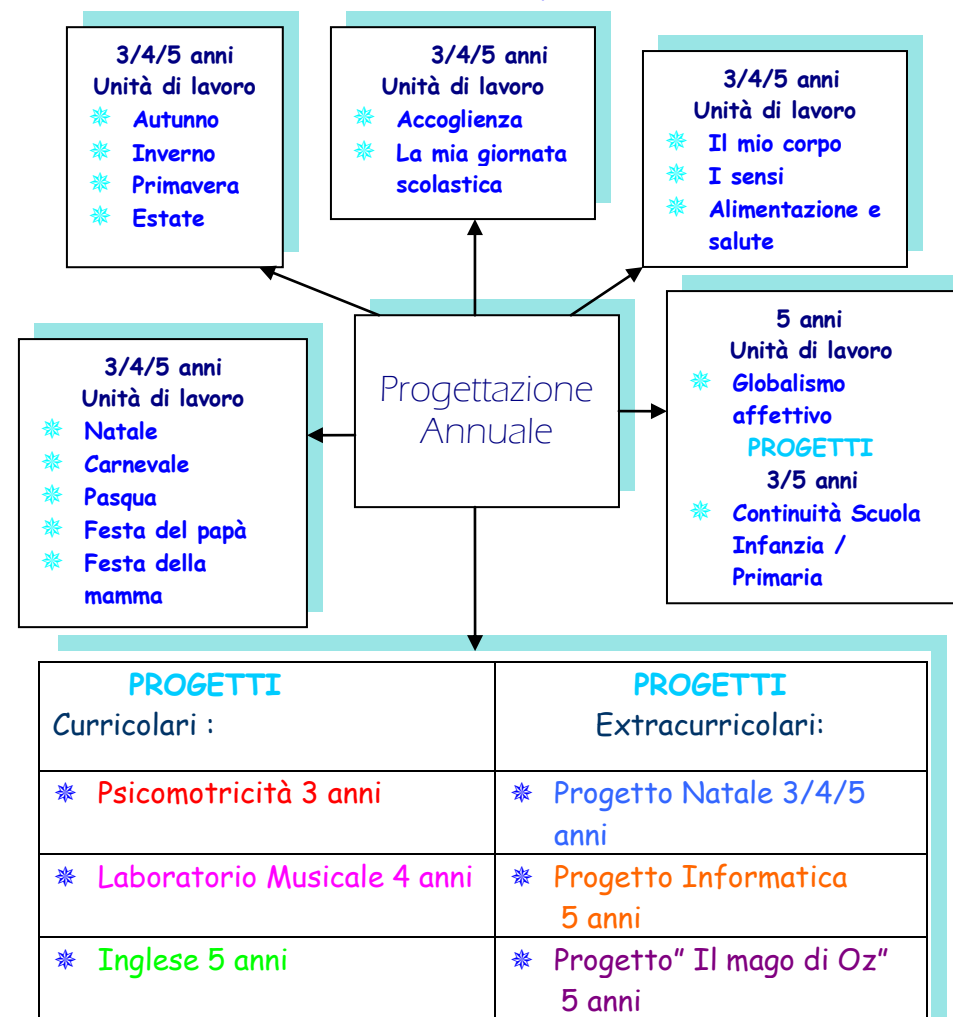 3/4/5 anni
Unità di lavoro
Autunno
Inverno
Primavera
Estate
3/4/5 anni
Unità di lavoro
Accoglienza
La mia giornata
scolastica
3/4/5 anni
Unità di lavoro
Il mio corpo
I sensi
Alimentazione e
salute
3/4/5 anni
Unità di lavoro
Natale
Carnevale
Pasqua
Festa del papà
Festa della
mamma
Progettazione
Annuale
5 anni
Unità di lavoro
Globalismo
affettivo
PROGETTI
3/5 anni
Continuità Scuola
Infanzia /
Primaria
PROGETTI
Curricolari :
PROGETTI
Extracurricolari:
Psicomotricità 3 anni
Progetto Natale 3/4/5
anni
Laboratorio Musicale 4 anni
Progetto Informatica
5 anni
Inglese 5 anni
Progetto" Il mago di Oz"
5 anni